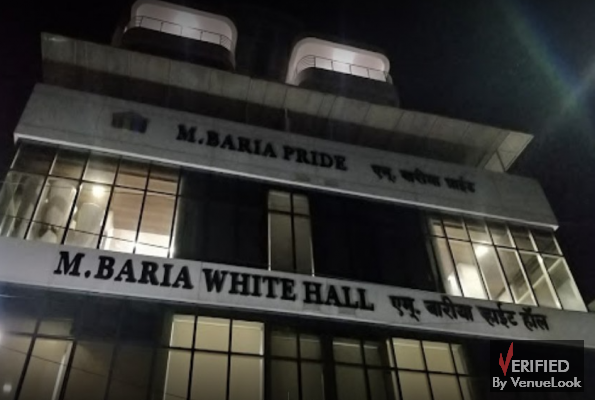 M.BARIA PRIDE एम. बारीया प्राईड
M.BARIA WHITE HALL एम. बारीया व्हाईट हॉल
VERIFIED
By VenueLook